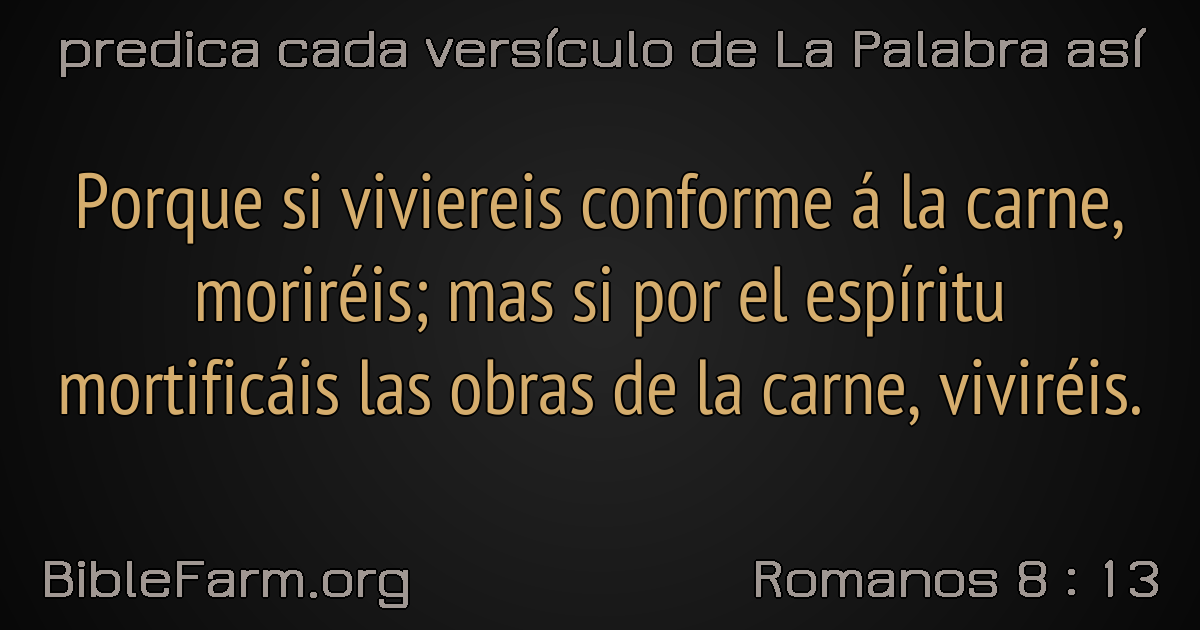 predica cada versículo de La Palabra así
Porque si viviereis conforme á la carne,
moriréis; mas si por el espíritu
mortificáis las obras de la carne, viviréis.
BibleFarm.org
Romanos 8 : 13